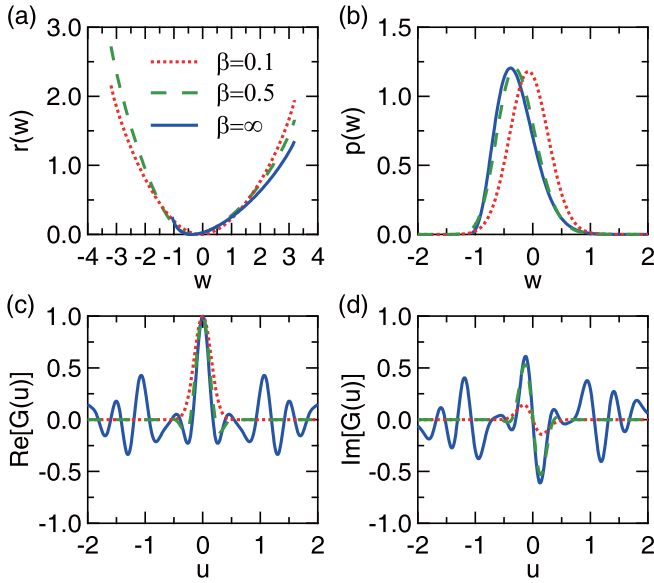 (a)
r(w)
3.0
2.0
1.0
0.0
β=0.1
β=0.5
β=∞
-4 -3 -2 -1 0 1 2 3 4
w
(b)
p(w)
1.5
1.0
0.5
0.0
-2 -1 0 1 2
w
(c)
Re[G(u)]
1.0
0.5
0.0
-0.5
-1.0
-2 -1 0 1 2
u
(d)
Im[G(u)]
1.0
0.5
0.0
-0.5
-1.0
-2 -1 0 1 2
u